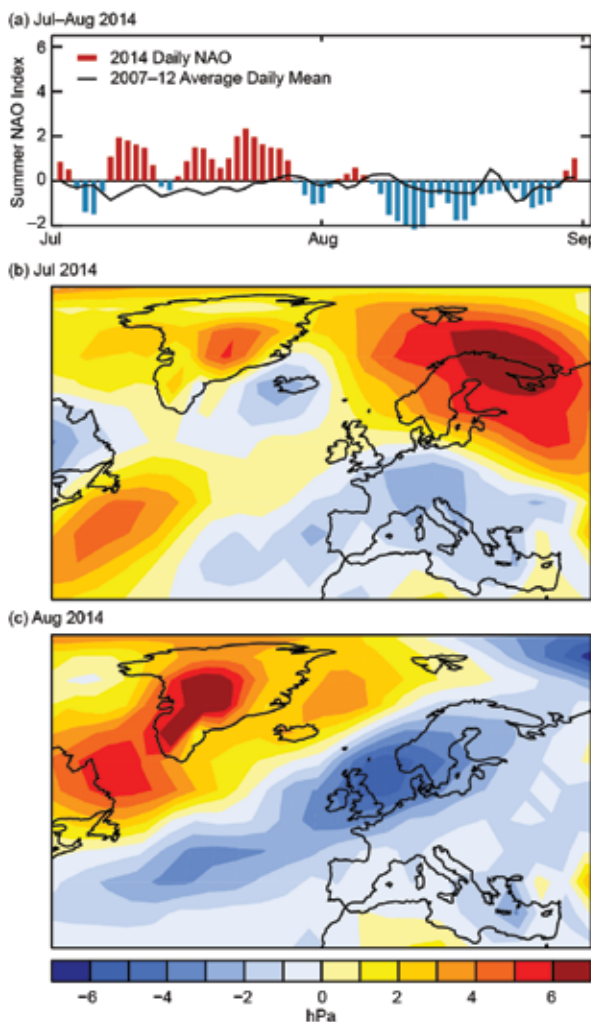 (a) Jul–Aug 2014
6
4
2
0
−2
Summer NAO Index
2014 Daily NAO
2007–12 Average Daily Mean
Jul
Aug
Sep
(b) Jul 2014
(c) Aug 2014
−6
−4
−2
0
2
4
6
hPa